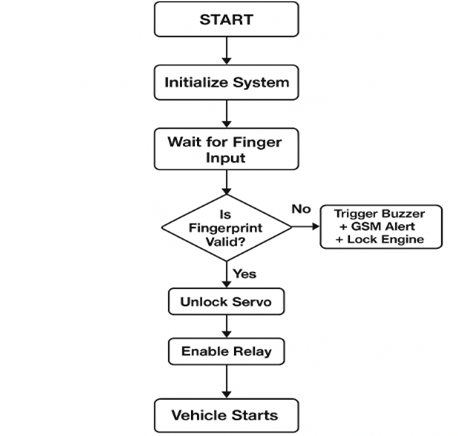 START
Initialize System
Wait for Finger
Input
Is
Fingerprint
Valid?
No
Trigger Buzzer
+ GSM Alert
+ Lock Engine
Yes
Unlock Servo
Enable Relay
Vehicle Starts